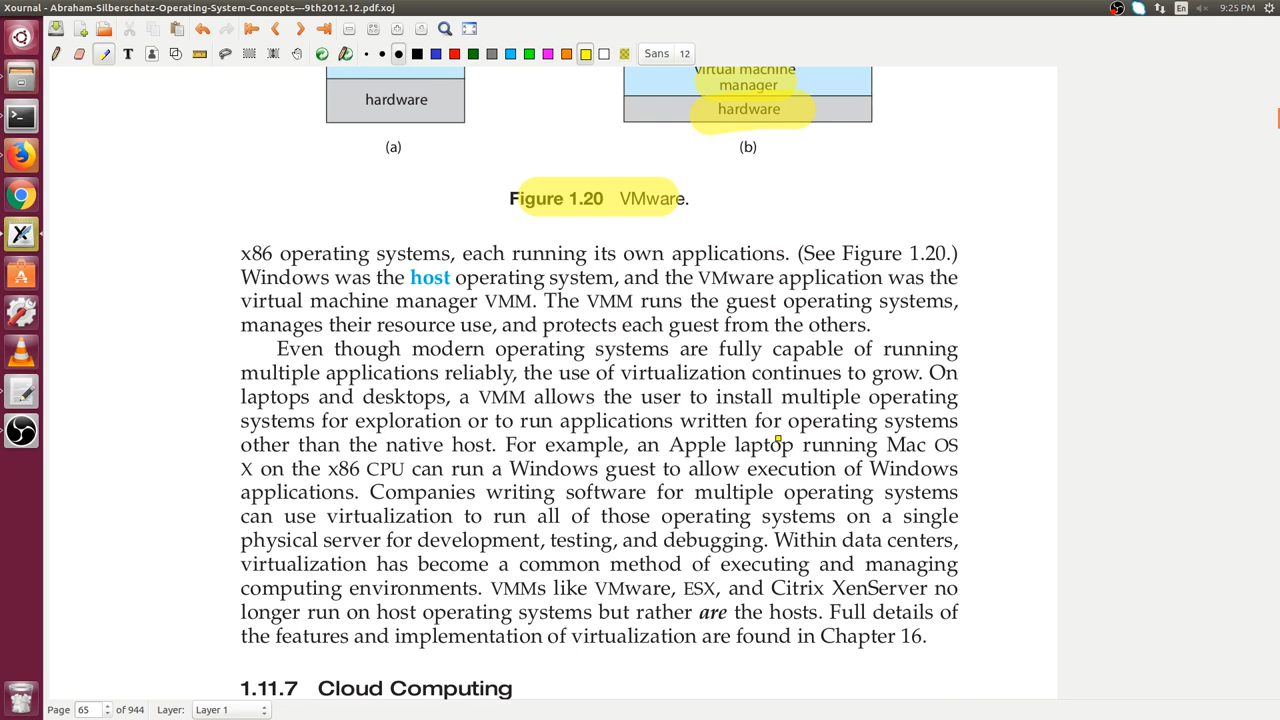 Xournal - Abraham-Silberschatz-Operating-System-Concepts---9th2012.12.pdf.xoj
En
9:25 PM
Sans 12
virtual machine
manager
hardware
hardware
(a)
(b)
Figure 1.20 VMware.
x86 operating systems, each running its own applications. (See Figure 1.20.)
Windows was the host operating system, and the VMware application was the
virtual machine manager VMM. The VMM runs the guest operating systems,
manages their resource use, and protects each guest from the others.
Even though modern operating systems are fully capable of running
multiple applications reliably, the use of virtualization continues to grow. On
laptops and desktops, a VMM allows the user to install multiple operating
systems for exploration or to run applications written for operating systems
other than the native host. For example, an Apple laptop running Mac OS
X on the x86 CPU can run a Windows guest to allow execution of Windows
applications. Companies writing software for multiple operating systems
can use virtualization to run all of those operating systems on a single
physical server for development, testing, and debugging. Within data centers,
virtualization has become a common method of executing and managing
computing environments. VMMs like VMware, ESX, and Citrix XenServer no
longer run on host operating systems but rather are the hosts. Full details of
the features and implementation of virtualization are found in Chapter 16.
1.11.7 Cloud Computing
Page 65 of 944 Layer: Layer 1